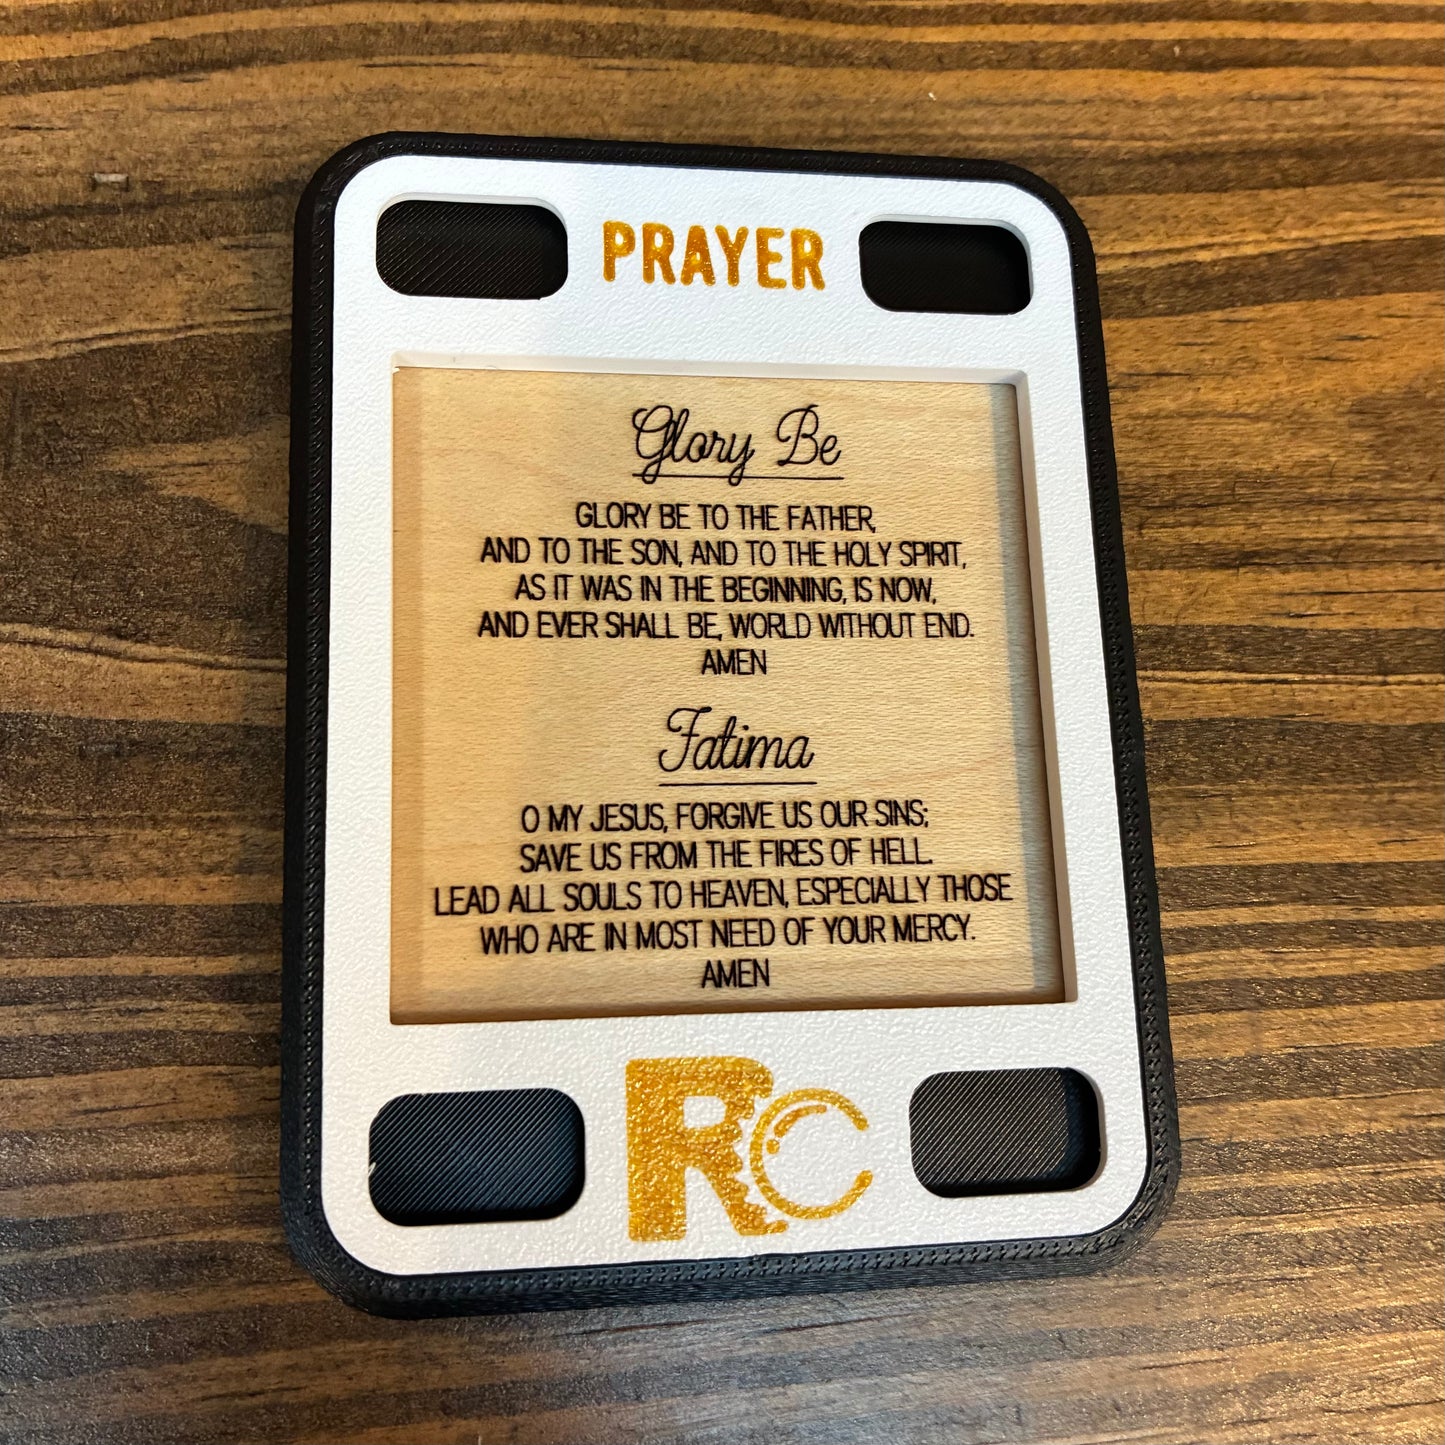 PRAYER
Glory Be
GLORY BE TO THE FATHER,
AND TO THE SON, AND TO THE HOLY SPIRIT,
AS IT WAS IN THE BEGINNING, IS NOW,
AND EVER SHALL BE, WORLD WITHOUT END.
AMEN
Fatima
O MY JESUS, FORGIVE US OUR SINS;
SAVE US FROM THE FIRES OF HELL.
LEAD ALL SOULS TO HEAVEN, ESPECIALLY THOSE
WHO ARE IN MOST NEED OF YOUR MERCY.
AMEN
RC